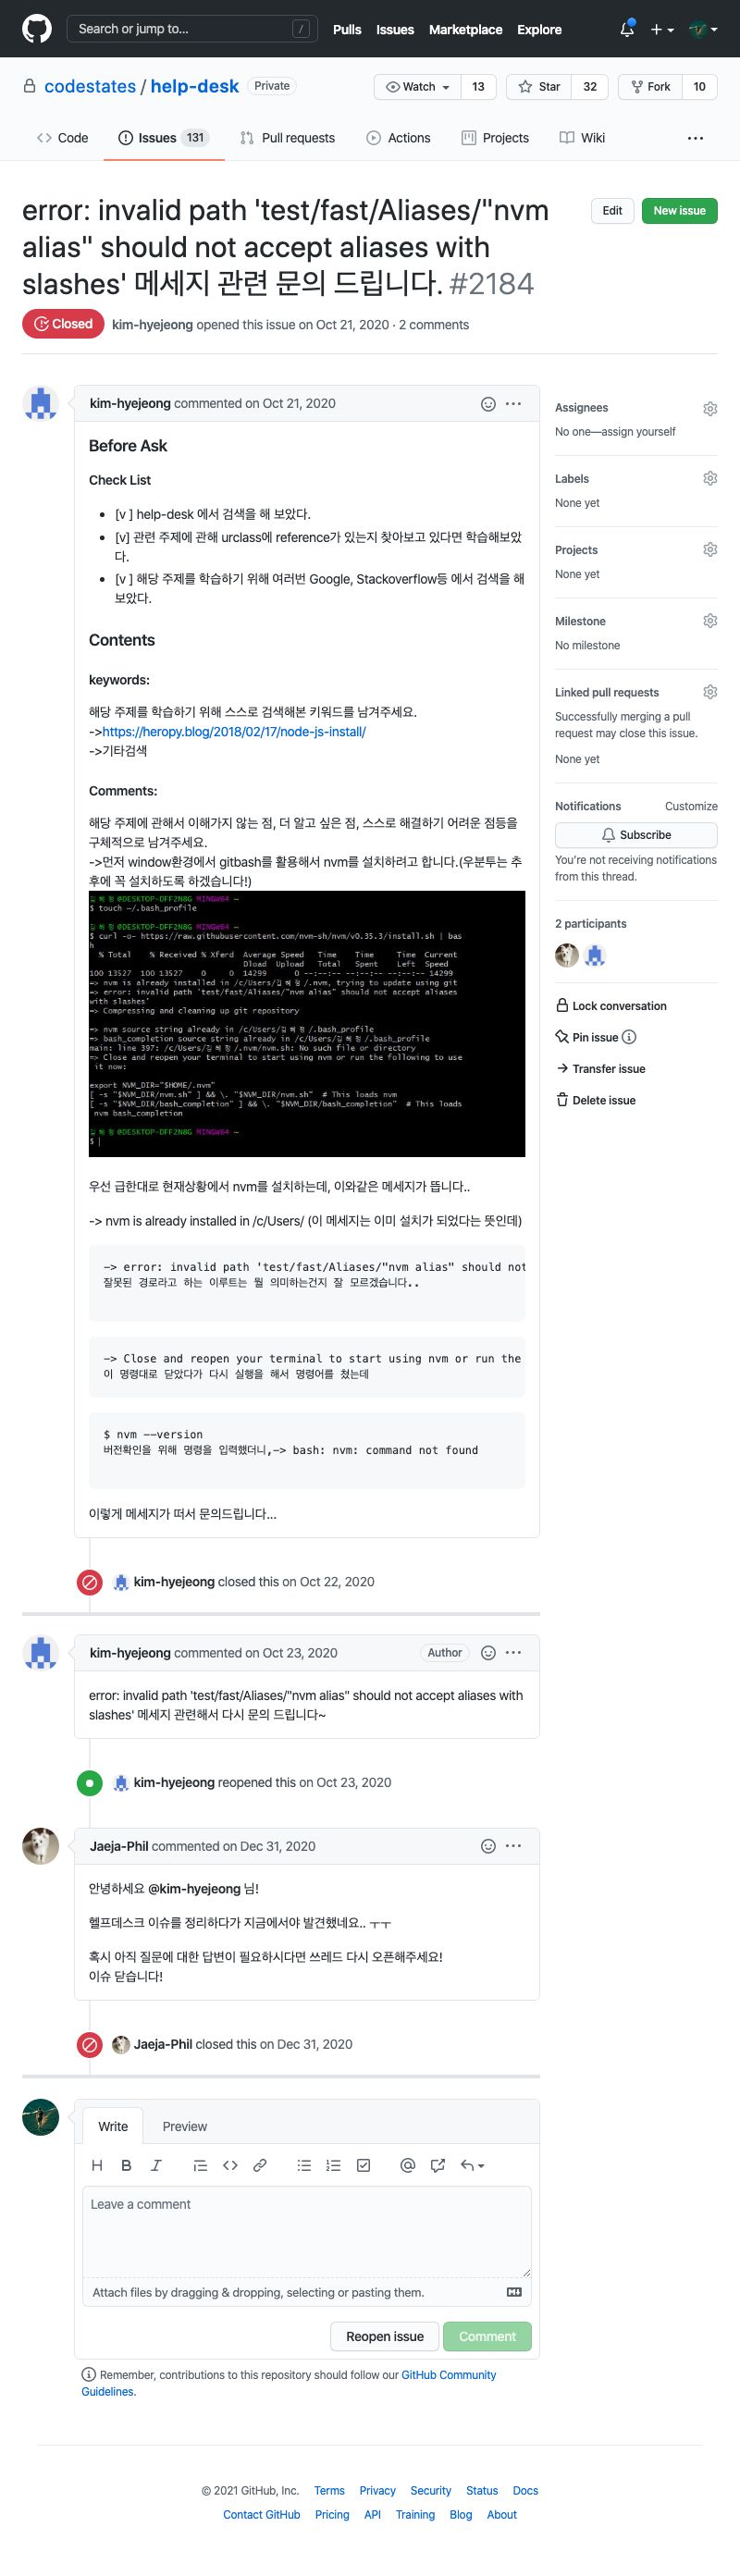 Search or jump to...
/
Pulls Issues Marketplace Explore
codestates / help-desk Private
Watch 13 Star 32 Fork 10
Code Issues 131 Pull requests Actions Projects Wiki
error: invalid path 'test/fast/Aliases/"nvm
alias" should not accept aliases with
slashes' 메세지 관련 문의 드립니다. #2184
Edit New issue
Closed kim-hyejeong opened this issue on Oct 21, 2020 · 2 comments
kim-hyejeong commented on Oct 21, 2020
Before Ask
Check List
[v ] help-desk 에서 검색을 해 보았다.
[v] 관련 주제에 관해 urclass에 reference가 있는지 찾아보고 있다면 학습해보았
다.
[v ] 해당 주제를 학습하기 위해 여러번 Google, Stackoverflow등 에서 검색을 해
보았다.
Contents
keywords:
해당 주제를 학습하기 위해 스스로 검색해본 키워드를 남겨주세요.
->https://heropy.blog/2018/02/17/node-js-install/
->기타검색
Comments:
해당 주제에 관해서 이해가지 않는 점, 더 알고 싶은 점, 스스로 해결하기 어려운 점등을
구체적으로 남겨주세요.
->먼저 window환경에서 gitbash를 활용해서 nvm를 설치하려고 합니다.(우분투는 추
후에 꼭 설치하도록 하겠습니다!)
@DESKTOP-DFF2N8G MINGW64 ~
$ touch ~/.bash_profile
@DESKTOP-DFF2N8G MINGW64 ~
$ curl -o- https://raw.githubusercontent.com/nvm-sh/nvm/v0.35.3/install.sh | bas
h
% Total % Received % Xferd Average Speed Time Time Time Current
Dload Upload Total Spent Left Speed
100 13527 100 13527 0 0 14299 0 --:--:-- --:--:-- --:--:-- 14299
=> nvm is already installed in /c/Users/ /.nvm, trying to update using git
=> error: invalid path 'test/fast/Aliases/"nvm alias" should not accept aliases
with slashes'
=> Compressing and cleaning up git repository
=> nvm source string already in /c/Users/ /.bash_profile
=> bash_completion source string already in /c/Users/ /.bash_profile
main: line 397: /c/Users/ /.nvm/nvm.sh: No such file or directory
=> Close and reopen your terminal to start using nvm or run the following to use
it now:
export NVM_DIR="$HOME/.nvm"
[ -s "$NVM_DIR/nvm.sh" ] && \. "$NVM_DIR/nvm.sh" # This loads nvm
[ -s "$NVM_DIR/bash_completion" ] && \. "$NVM_DIR/bash_completion" # This loads
nvm bash_completion
@DESKTOP-DFF2N8G MINGW64 ~
$
우선 급한대로 현재상황에서 nvm를 설치하는데, 이와같은 메세지가 뜹니다..
-> nvm is already installed in /c/Users/ (이 메세지는 이미 설치가 되었다는 뜻인데)
-> error: invalid path 'test/fast/Aliases/"nvm alias" should not
잘못된 경로라고 하는 이루트는 뭘 의미하는건지 잘 모르겠습니다..
-> Close and reopen your terminal to start using nvm or run the
이 명령대로 닫았다가 다시 실행을 해서 명령어를 쳤는데
$ nvm --version
버전확인을 위해 명령을 입력했더니,-> bash: nvm: command not found
이렇게 메세지가 떠서 문의드립니다...
kim-hyejeong closed this on Oct 22, 2020
kim-hyejeong commented on Oct 23, 2020 Author
error: invalid path 'test/fast/Aliases/"nvm alias" should not accept aliases with
slashes' 메세지 관련해서 다시 문의 드립니다~
kim-hyejeong reopened this on Oct 23, 2020
Jaeja-Phil commented on Dec 31, 2020
안녕하세요 @kim-hyejeong 님!
헬프데스크 이슈를 정리하다가 지금에서야 발견했네요.. ㅜㅜ
혹시 아직 질문에 대한 답변이 필요하시다면 쓰레드 다시 오픈해주세요!
이슈 닫습니다!
Jaeja-Phil closed this on Dec 31, 2020
Write Preview
Leave a comment
Attach files by dragging & dropping, selecting or pasting them.
Reopen issue Comment
Remember, contributions to this repository should follow our GitHub Community
Guidelines.
Assignees
No one—assign yourself
Labels
None yet
Projects
None yet
Milestone
No milestone
Linked pull requests
Successfully merging a pull
request may close this issue.
None yet
Notifications Customize
Subscribe
You're not receiving notifications
from this thread.
2 participants
Lock conversation
Pin issue
Transfer issue
Delete issue
© 2021 GitHub, Inc. Terms Privacy Security Status Docs
Contact GitHub Pricing API Training Blog About